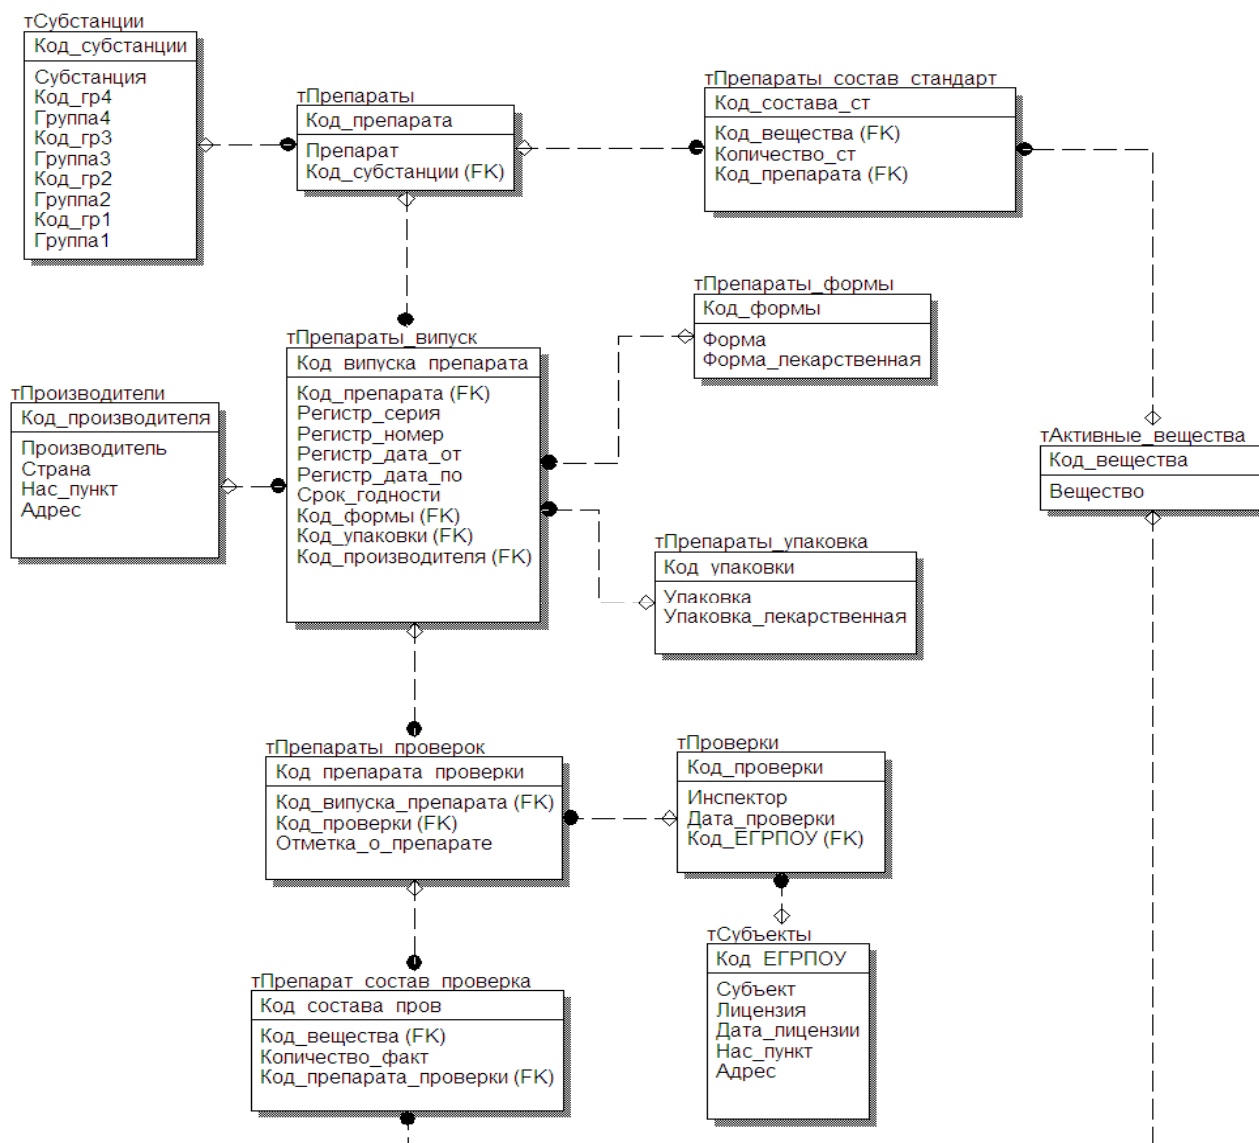 тСубстанции
Код_субстанции
Субстанция
Код_гр4
Группа4
Код_гр3
Группа3
Код_гр2
Группа2
Код_гр1
Группа1
тПрепараты
Код_препарата
Препарат
Код_субстанции (FK)
тПрепараты_состав_стандарт
Код_состава_ст
Код_вещества (FK)
Количество_ст
Код_препарата (FK)
тПрепараты_формы
Код_формы
Форма
Форма_лекарственная
тПрепараты_випуск
Код_випуска_препарата
Код_препарата (FK)
Регистр_серия
Регистр_номер
Регистр_дата_от
Регистр_дата_по
Срок_годности
Код_формы (FK)
Код_упаковки (FK)
Код_производителя (FK)
тПроизводители
Код_производителя
Производитель
Страна
Нас_пункт
Адрес
тАктивные_вещества
Код_вещества
Вещество
тПрепараты_упаковка
Код_упаковки
Упаковка
Упаковка_лекарственная
тПрепараты_проверок
Код_препарата_проверки
Код_випуска_препарата (FK)
Код_проверки (FK)
Отметка_о_препарате
тПроверки
Код_проверки
Инспектор
Дата_проверки
Код_ЕГРПОУ (FK)
тСубъекты
Код_ЕГРПОУ
Субъект
Лицензия
Дата_лицензии
Нас_пункт
Адрес
тПрепарат_состав_проверка
Код_состава_пров
Код_вещества (FK)
Количество_факт
Код_препарата_проверки (FK)